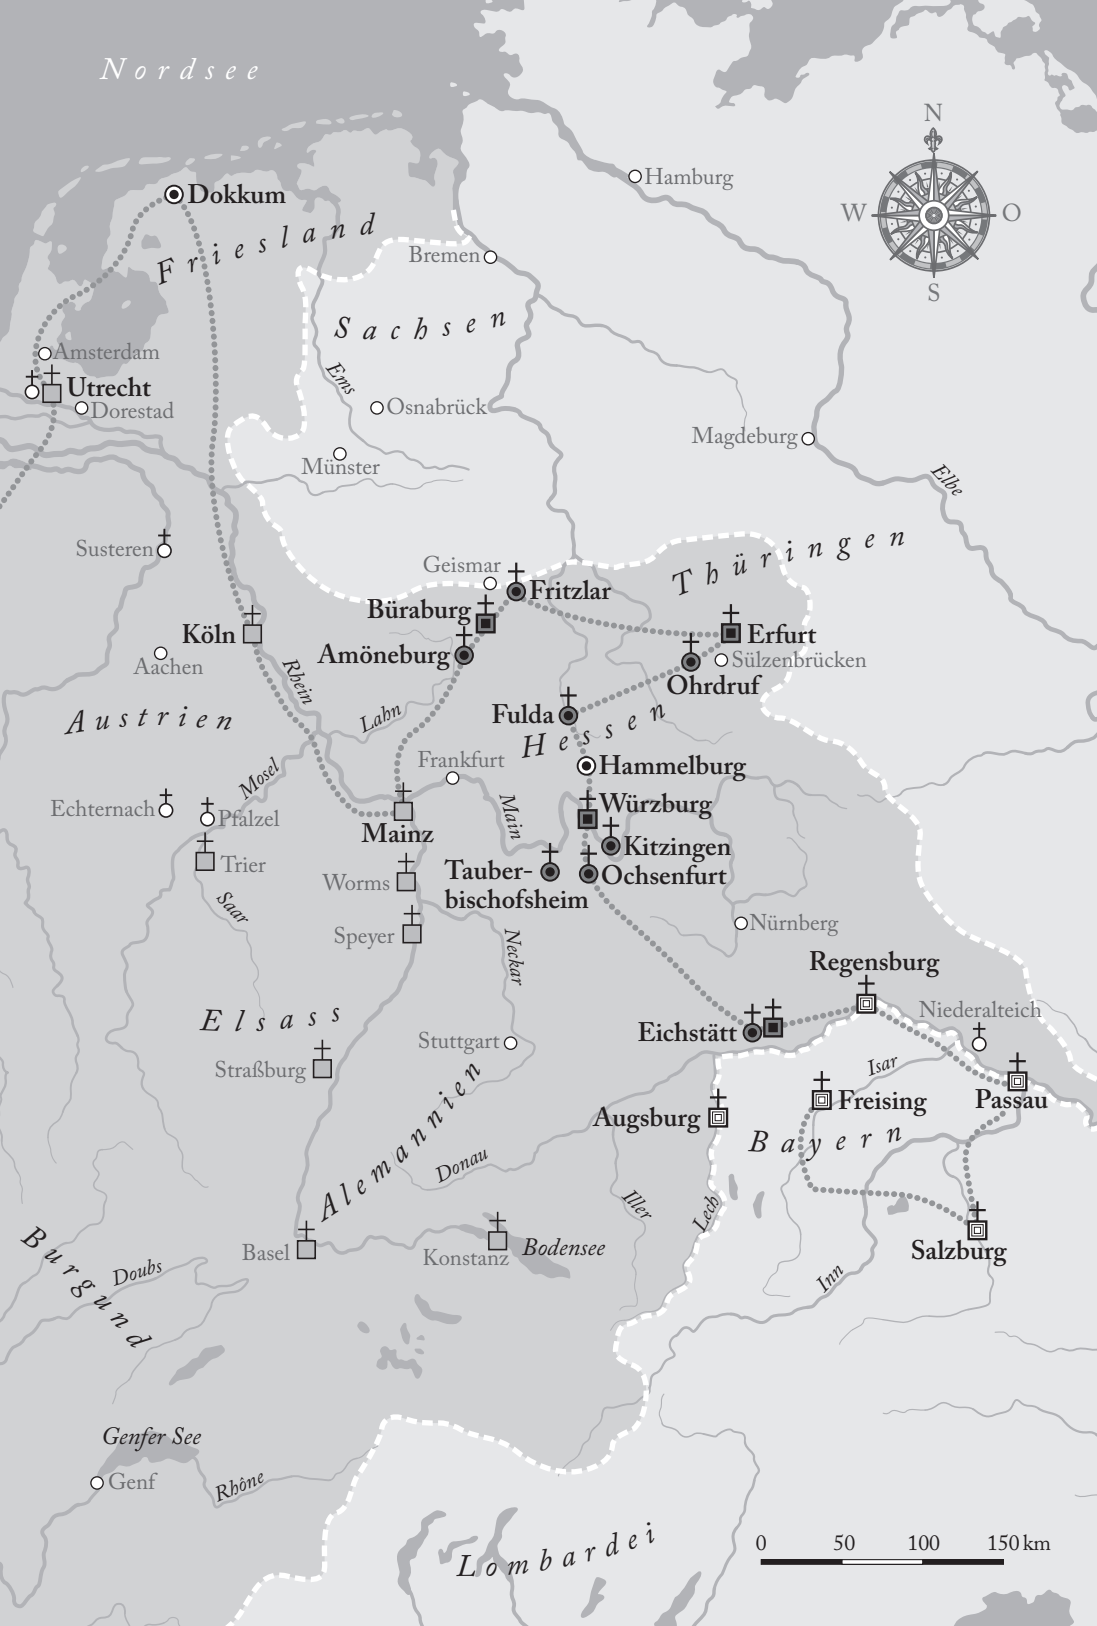 Nordsee
N
W
O
S
Hamburg
Dokkum
Friesland
Bremen
Sachsen
Amsterdam
Utrecht
Dorestad
Ems
Osnabrück
Münster
Magdeburg
Elbe
Susteren
Thüringen
Geismar
Fritzlar
Büraburg
Köln
Amöneburg
Erfurt
Sülzenbrücken
Ohrdruf
Aachen
Rhein
Austrien
Lahn
Fulda
Hessen
Mosel
Frankfurt
Hammelburg
Echternach
Pfalzel
Mainz
Main
Würzburg
Kitzingen
Trier
Worms
Tauber-
bischofsheim
Ochsenfurt
Saar
Speyer
Neckar
Nürnberg
Regensburg
Elsass
Niederalteich
Eichstätt
Stuttgart
Straßburg
Isar
Freising
Passau
Augsburg
Alemannien
Bayern
Donau
Iller
Lech
Burgund
Basel
Konstanz
Bodensee
Salzburg
Doubs
Inn
Genfer See
Genf
Rhône
Lombardei
0 50 100 150 km